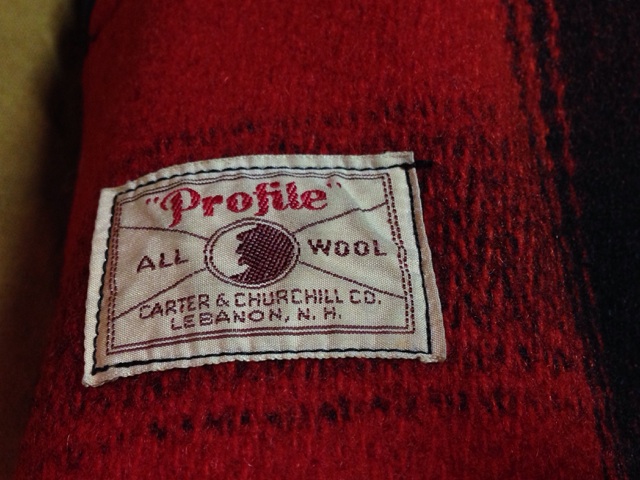 "Profile"
ALL WOOL
CARTER & CHURCHILL CO.
LEBANON, N. H.